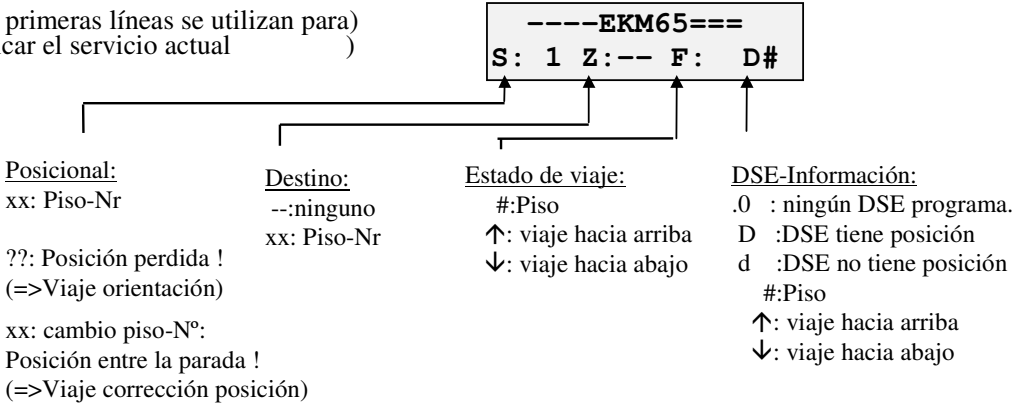 primeras líneas se utilizan para)
car el servicio actual )
----EKM65===
S: 1 Z:-- F: D#
Posicional:
xx: Piso-Nr
??: Posición perdida !
(=>Viaje orientación)
xx: cambio piso-Nº:
Posición entre la parada !
(=>Viaje corrección posición)
Destino:
--:ninguno
xx: Piso-Nr
Estado de viaje:
#:Piso
↑: viaje hacia arriba
↓: viaje hacia abajo
DSE-Información:
.0 : ningún DSE programa.
D :DSE tiene posición
d :DSE no tiene posición
#:Piso
↑: viaje hacia arriba
↓: viaje hacia abajo